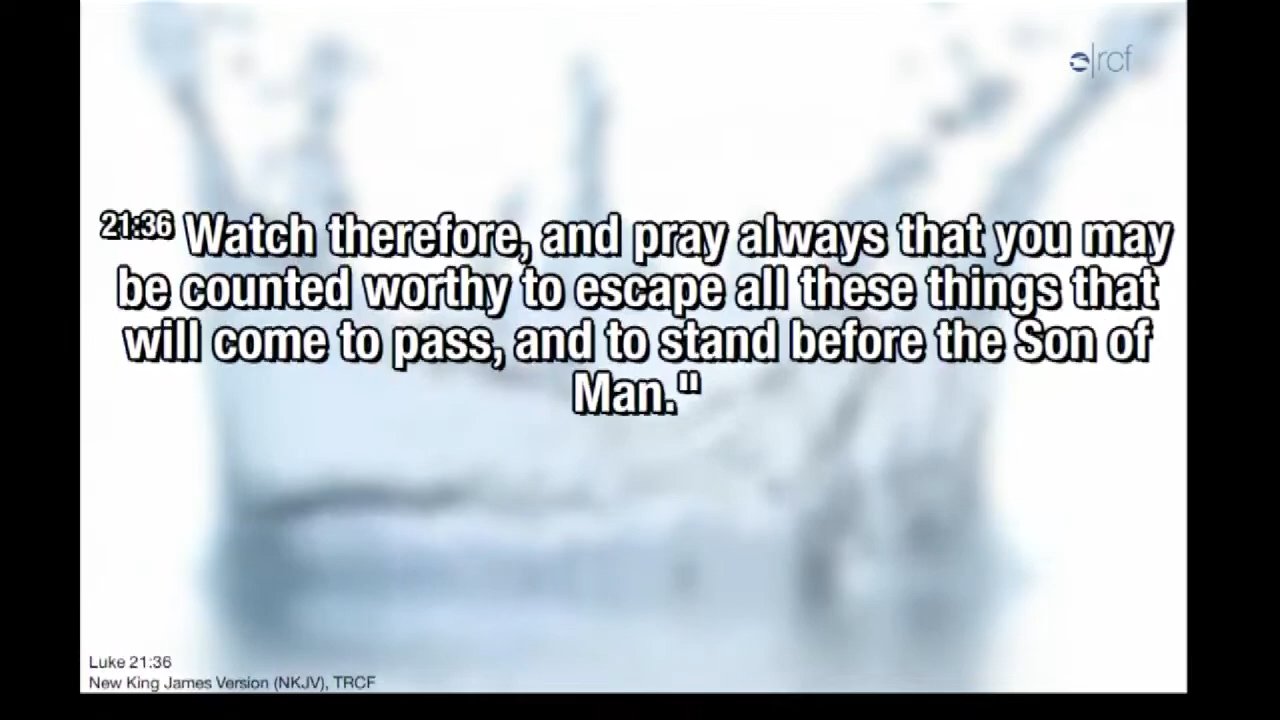 rcf
21:36 Watch therefore, and pray always that you may
be counted worthy to escape all these things that
will come to pass, and to stand before the Son of
Man."
Luke 21:36
New King James Version (NKJV), TRCF